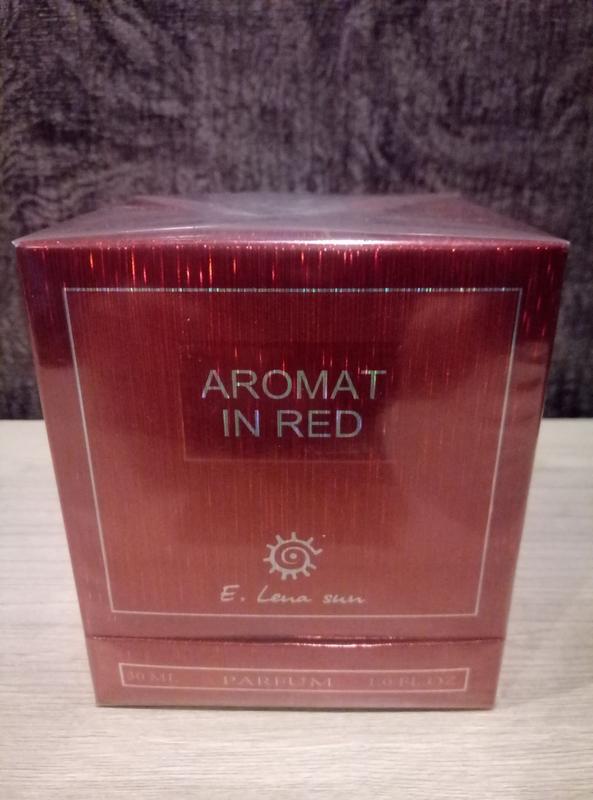 AROMAT
IN RED
E. Lena sun
30 ML PARFUM 1.0 FL.OZ